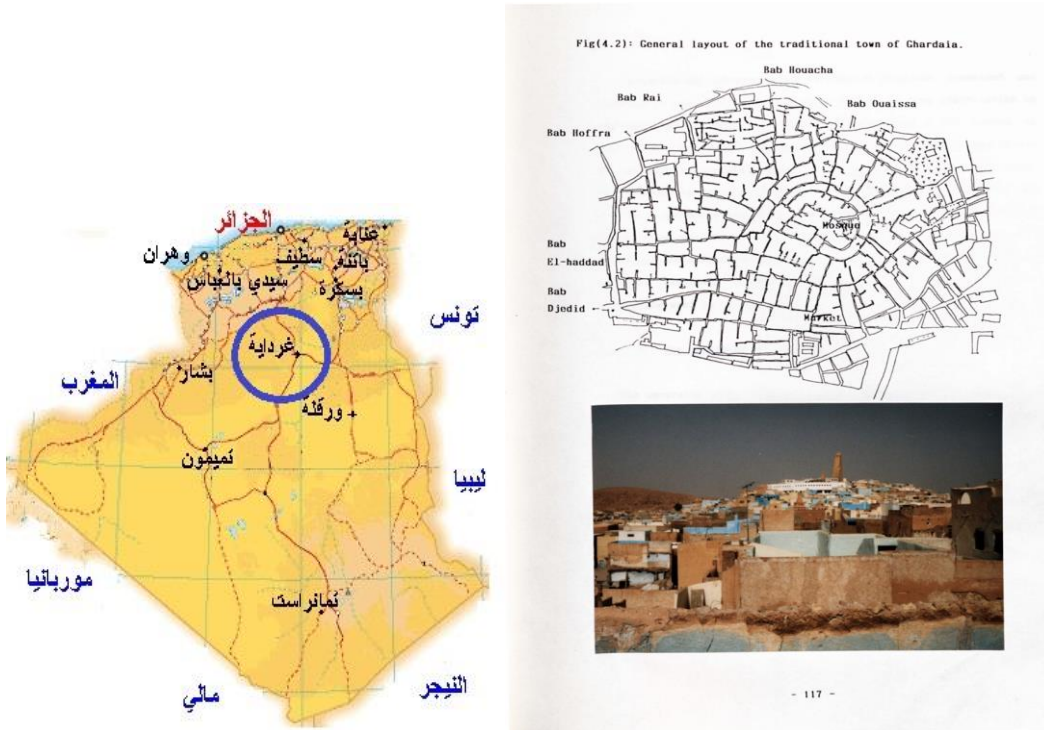 الجزائر
عنابة
وهران
سطيف
باتنة
سيدي بالعباس
بسكرة
تونس
غرداية
المغرب
بشار
ورقلة
تميمون
ليبيا
موريانيا
تمانراست
النيجر
مالي
Fig(4.2): General layout of the traditional town of Ghardaia.
Bab Houacha
Bab Rai
Bab Ouaissa
Bab Hoffra
Mosque
Bab
El-haddad
Bab
Djedid
Market
- 117 -